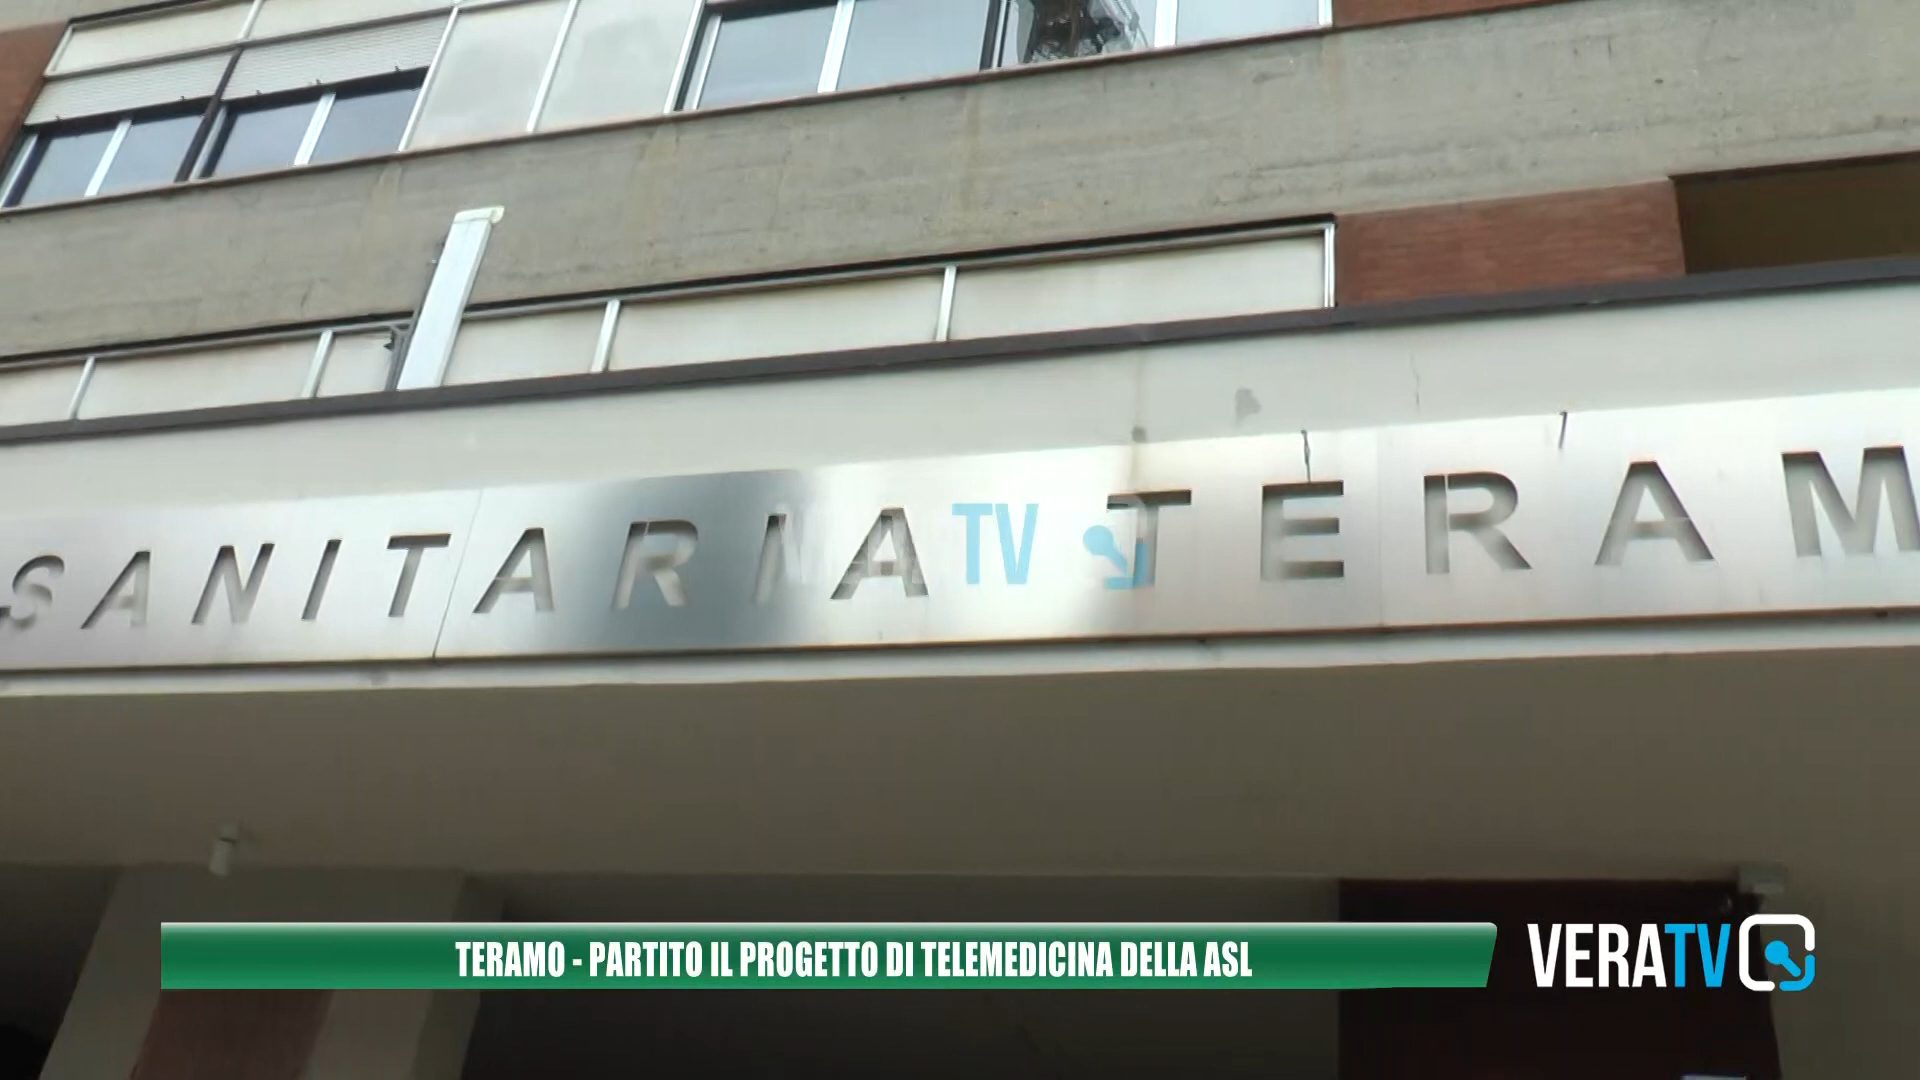 SANITARIA TERAM
TV
TERAMO - PARTITO IL PROGETTO DI TELEMEDICINA DELLA ASL
VERATV